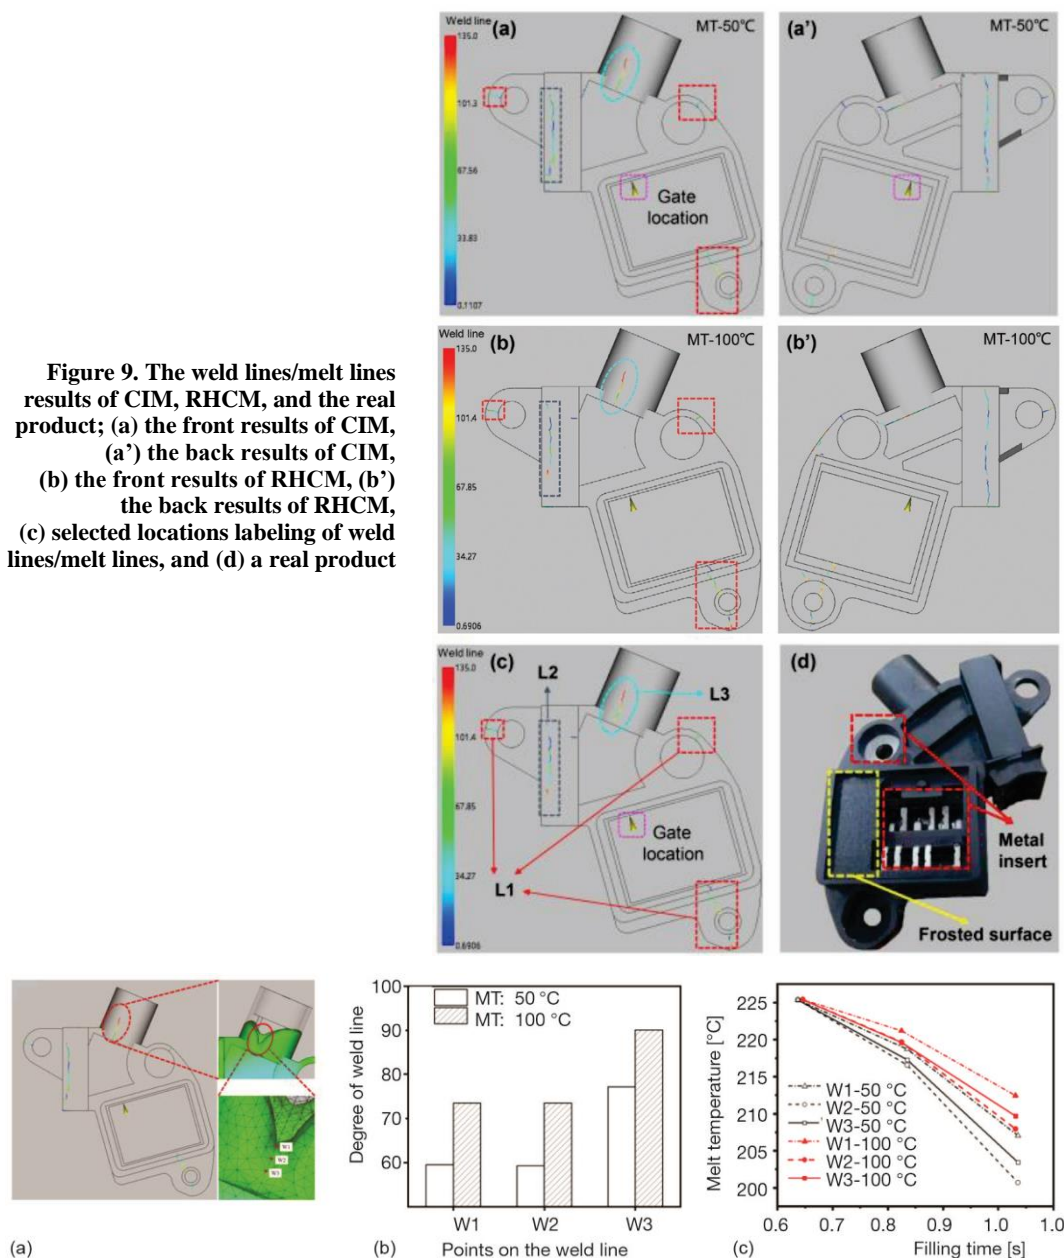 Figure 9. The weld lines/melt lines
results of CIM, RHCM, and the real
product; (a) the front results of CIM,
(a’) the back results of CIM,
(b) the front results of RHCM, (b’)
the back results of RHCM,
(c) selected locations labeling of weld
lines/melt lines, and (d) a real product
Weld line
135.0
101.3
67.56
33.83
0.1107
(a)
MT-50℃
Gate
location
(a’)
MT-50℃
Weld line
135.0
101.4
67.85
34.27
0.6906
(b)
MT-100℃
(b’)
MT-100℃
Weld line
135.0
101.4
67.85
34.27
0.6906
(c)
L2
L3
Gate
location
L1
(d)
Metal
insert
Frosted surface
W1
W2
W3
(a)
Degree of weld line
100
90
80
70
60
MT: 50 °C
MT: 100 °C
W1 W2 W3
(b) Points on the weld line
Melt temperature [°C]
225
220
215
210
205
200
W1-50 °C
W2-50 °C
W3-50 °C
W1-100 °C
W2-100 °C
W3-100 °C
0.6 0.7 0.8 0.9 1.0 1.0
(c) Filling time [s]